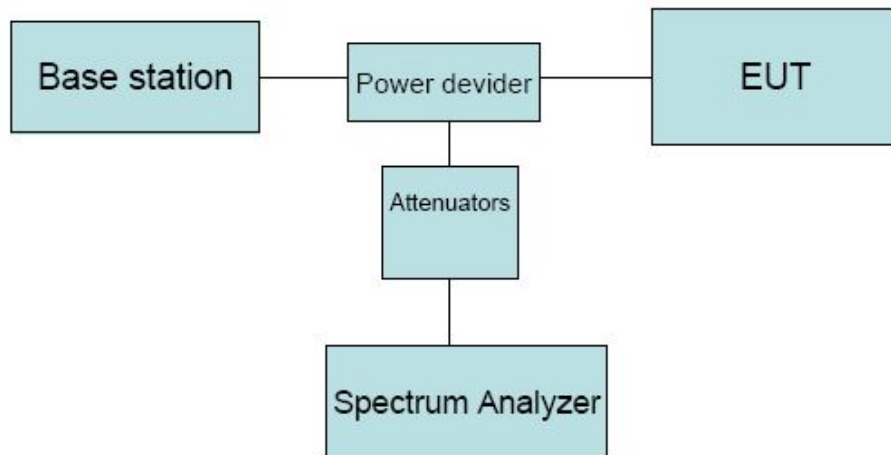 Base station
Power devider
EUT
Attenuators
Spectrum Analyzer